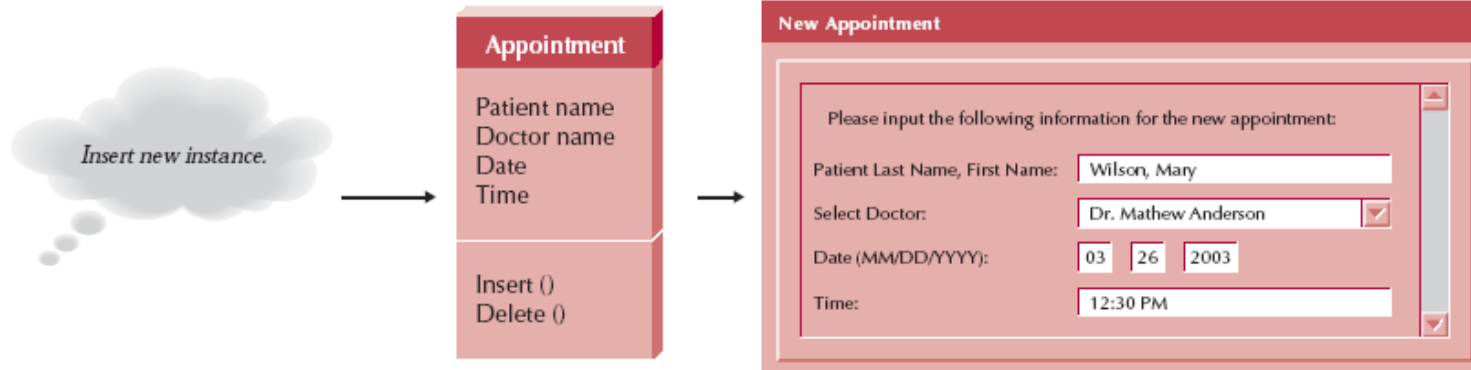 Insert new instance.
Appointment
Patient name
Doctor name
Date
Time
Insert ()
Delete ()
New Appointment
Please input the following information for the new appointment:
Patient Last Name, First Name: Wilson, Mary
Select Doctor: Dr. Mathew Anderson
Date (MM/DD/YYYY): 03 26 2003
Time: 12:30 PM